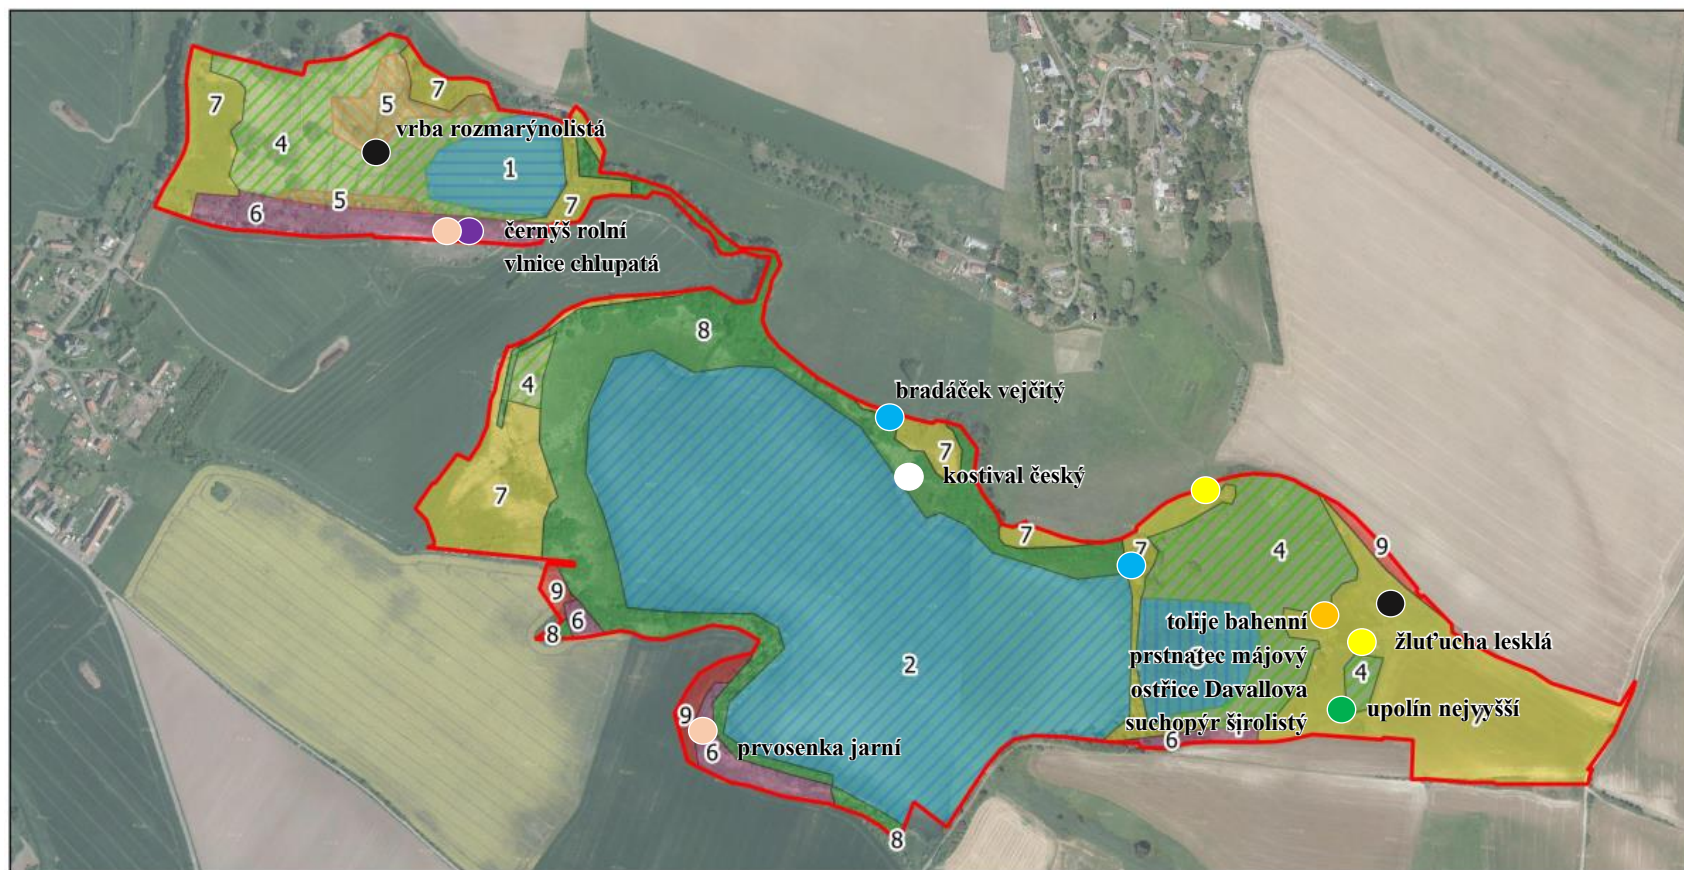 7
7
5
vrba rozmarýnolistá
4
1
5
7
6
černýš rolní
vlnice chlupatá
8
4
bradáček vejčitý
7
kostival český
7
7
7
4
9
9
6
8
tolije bahenní
žluťucha lesklá
prstnatec májový
2
4
ostřice Davallova
upolín nejvyšší
7
suchopýr širolistý
9
6
6
prvosenka jarní
8